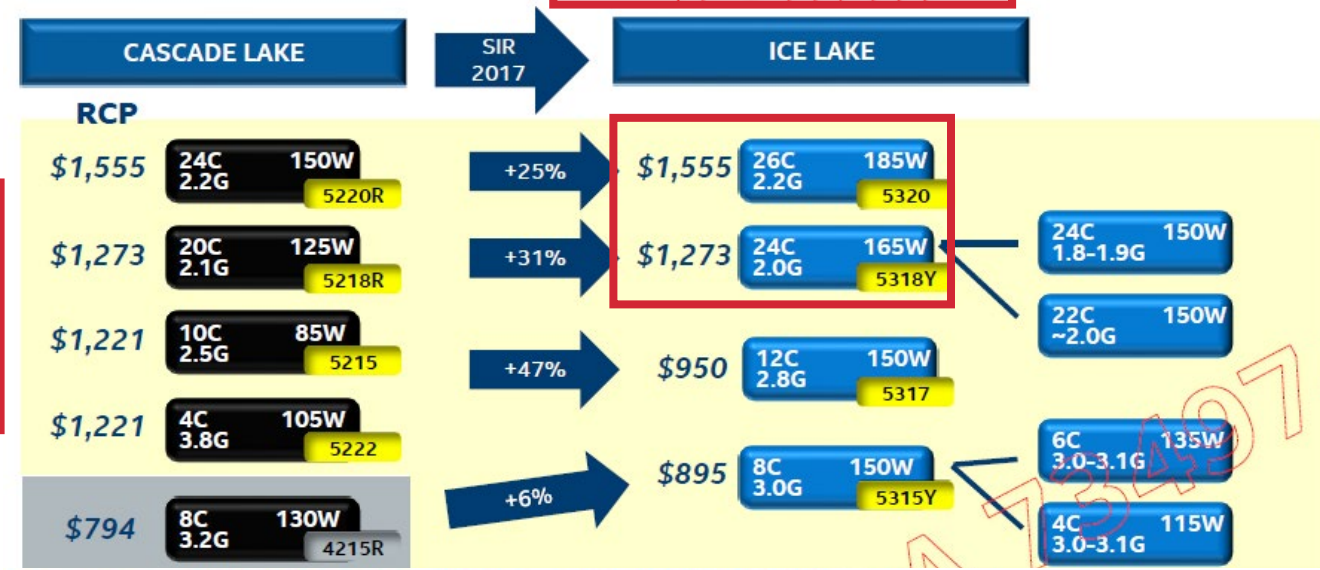 CASCADE LAKE
SIR
2017
ICE LAKE
RCP
$1,555
24C 150W
2.2G
5220R
+25%
$1,555
26C 185W
2.2G
5320
$1,273
20C 125W
2.1G
5218R
+31%
$1,273
24C 165W
2.0G
5318Y
24C 150W
1.8-1.9G
22C 150W
~2.0G
$1,221
10C 85W
2.5G
5215
+47%
$950
12C 150W
2.8G
5317
$1,221
4C 105W
3.8G
5222
$895
8C 150W
3.0G
5315Y
6C 135W
3.0-3.1G
4C 115W
3.0-3.1G
$794
8C 130W
3.2G
4215R
+6%
A 73497